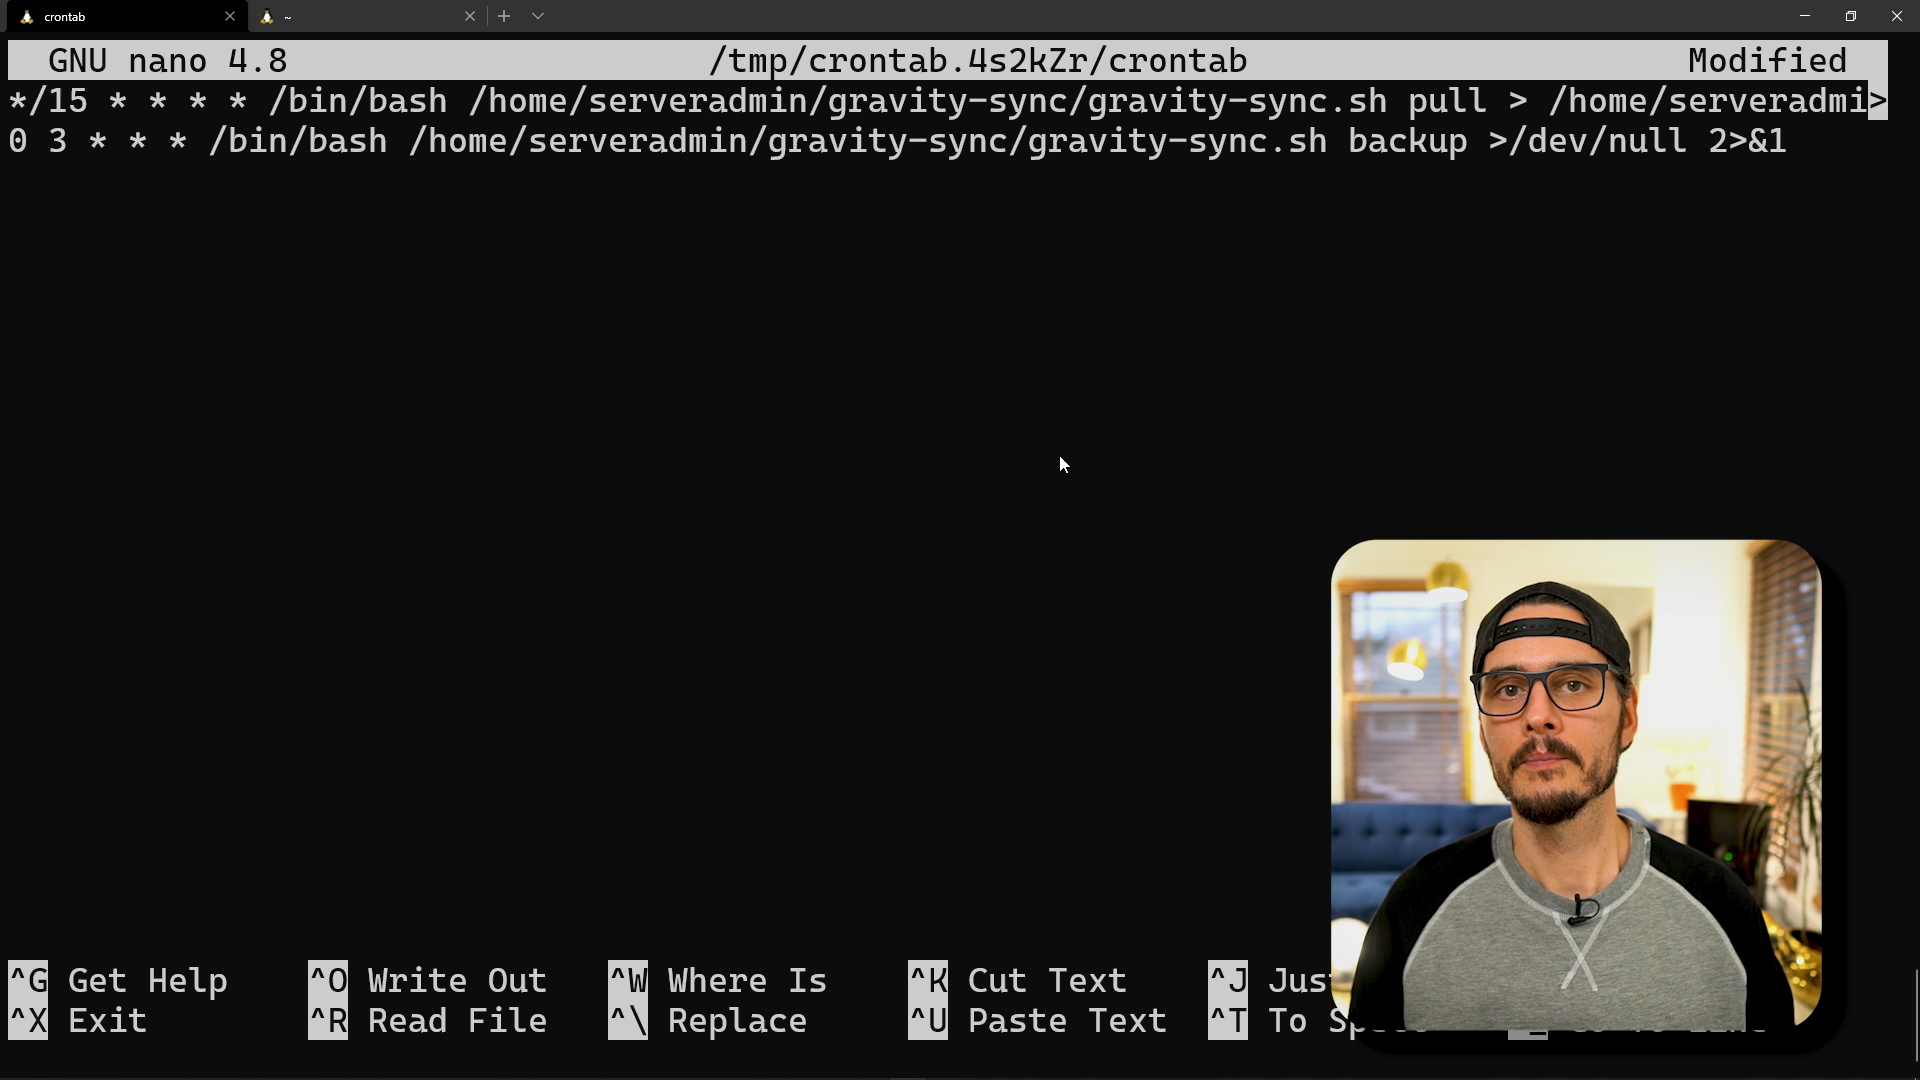 crontab
~
GNU nano 4.8 /tmp/crontab.4s2kZr/crontab Modified
*/15 * * * * /bin/bash /home/serveradmin/gravity-sync/gravity-sync.sh pull > /home/serveradmi>
0 3 * * * /bin/bash /home/serveradmin/gravity-sync/gravity-sync.sh backup >/dev/null 2>&1
^G Get Help ^O Write Out ^W Where Is ^K Cut Text ^J Jus
^X Exit ^R Read File ^\ Replace ^U Paste Text ^T To